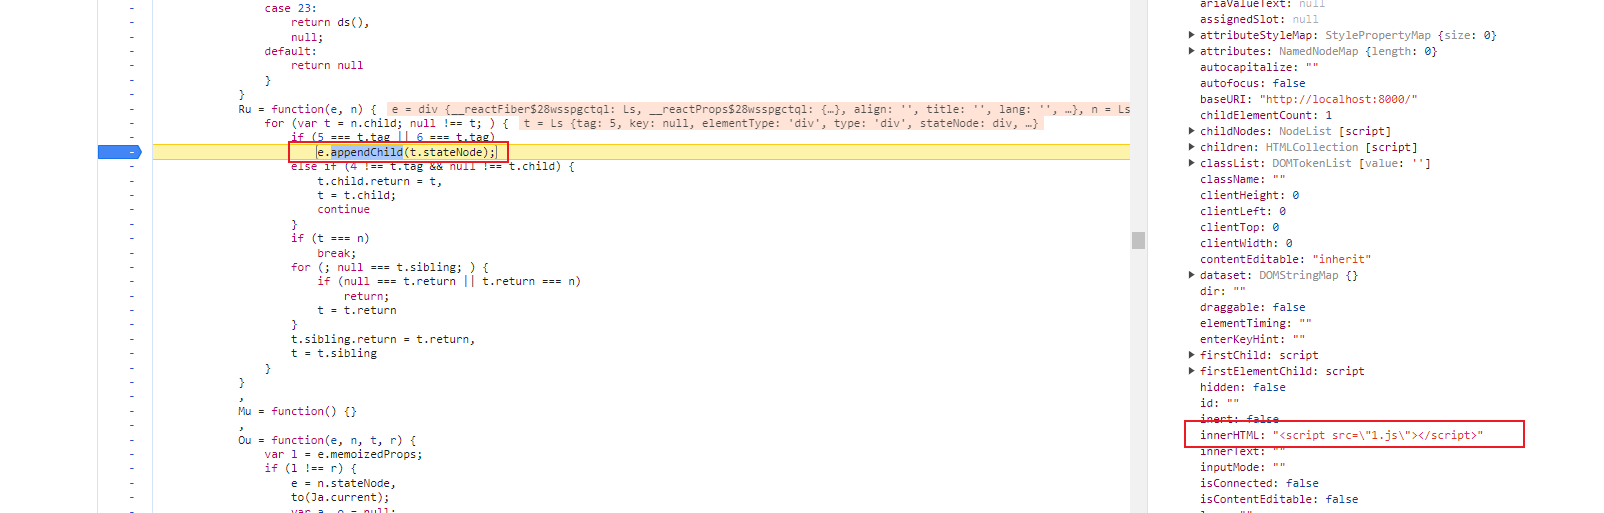 case 23:
return ds(),
null;
default:
return null
}
}
Ru = function(e, n) { e = div {__reactFiber$28wsspgctql: Ls, __reactProps$28wsspgctql: {…}, align: '', title: '', lang: '', …}, n = Ls
for (var t = n.child; null !== t; ) { t = Ls {tag: 5, key: null, elementType: 'div', type: 'div', stateNode: div, …}
if (5 === t.tag || 6 === t.tag)
e.appendChild(t.stateNode);
else if (4 !== t.tag && null !== t.child) {
t.child.return = t,
t = t.child;
continue
}
if (t === n)
break;
for (; null === t.sibling; ) {
if (null === t.return || t.return === n)
return;
t = t.return
}
t.sibling.return = t.return,
t = t.sibling
}
}
,
Mu = function() {}
,
Ou = function(e, n, t, r) {
var l = e.memoizedProps;
if (l !== r) {
e = n.stateNode,
to(Ja.current);
var a, o = null;
ariaValueText: null
assignedSlot: null
attributeStyleMap: StylePropertyMap {size: 0}
attributes: NamedNodeMap {length: 0}
autocapitalize: ""
autofocus: false
baseURI: "http://localhost:8000/"
childElementCount: 1
childNodes: NodeList [script]
children: HTMLCollection [script]
classList: DOMTokenList [value: '']
className: ""
clientHeight: 0
clientLeft: 0
clientTop: 0
clientWidth: 0
contentEditable: "inherit"
dataset: DOMStringMap {}
dir: ""
draggable: false
elementTiming: ""
enterKeyHint: ""
firstChild: script
firstElementChild: script
hidden: false
id: ""
inert: false
innerHTML: "<script src=\"1.js\"></script>"
innerText: ""
inputMode: ""
isConnected: false
isContentEditable: false